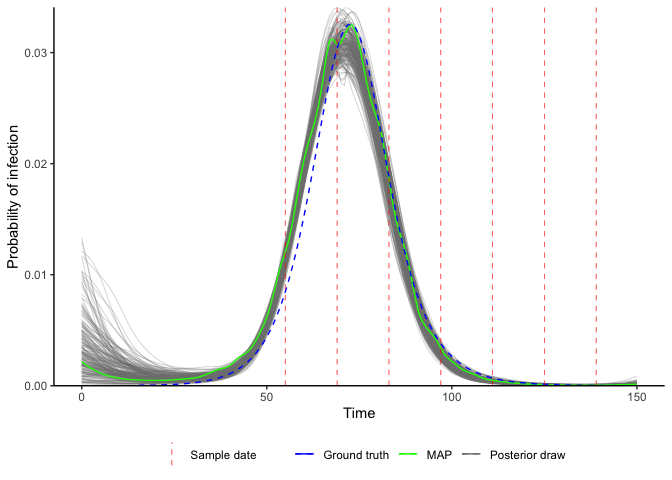 0.03
0.02
0.01
0.00
Probability of infection
0 50 100 150
Time
Sample date Ground truth MAP Posterior draw